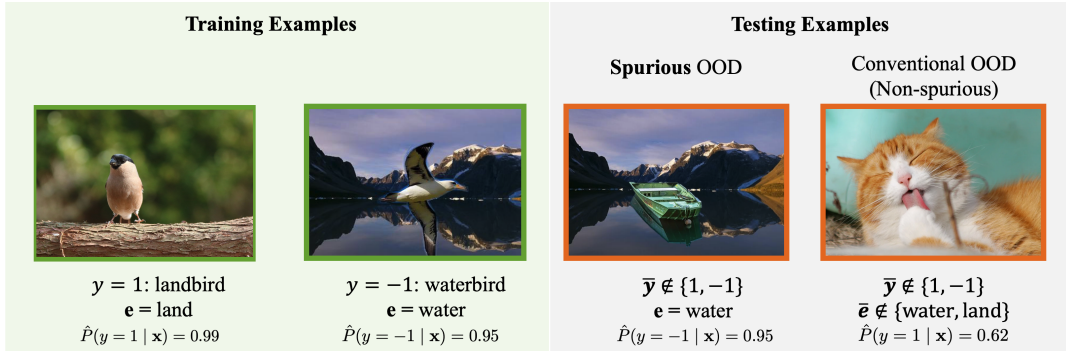 Training Examples
y = 1: landbird
e = land
P̂(y = 1 | x) = 0.99
y = −1: waterbird
e = water
P̂(y = −1 | x) = 0.95
Testing Examples
Spurious OOD
y̅ ∉ {1, −1}
e = water
P̂(y = −1 | x) = 0.95
Conventional OOD
(Non-spurious)
y̅ ∉ {1, −1}
e̅ ∉ {water, land}
P̂(y = 1 | x) = 0.62